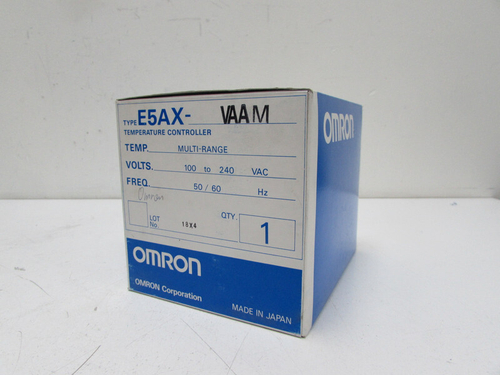 TYPE E5AX- VAAM
TEMPERATURE CONTROLLER
TEMP. MULTI-RANGE
VOLTS. 100 to 240 VAC
FREQ. 50/60 Hz
LOT No. 18X4
QTY. 1
OMRON
OMRON Corporation
MADE IN JAPAN
OMRON